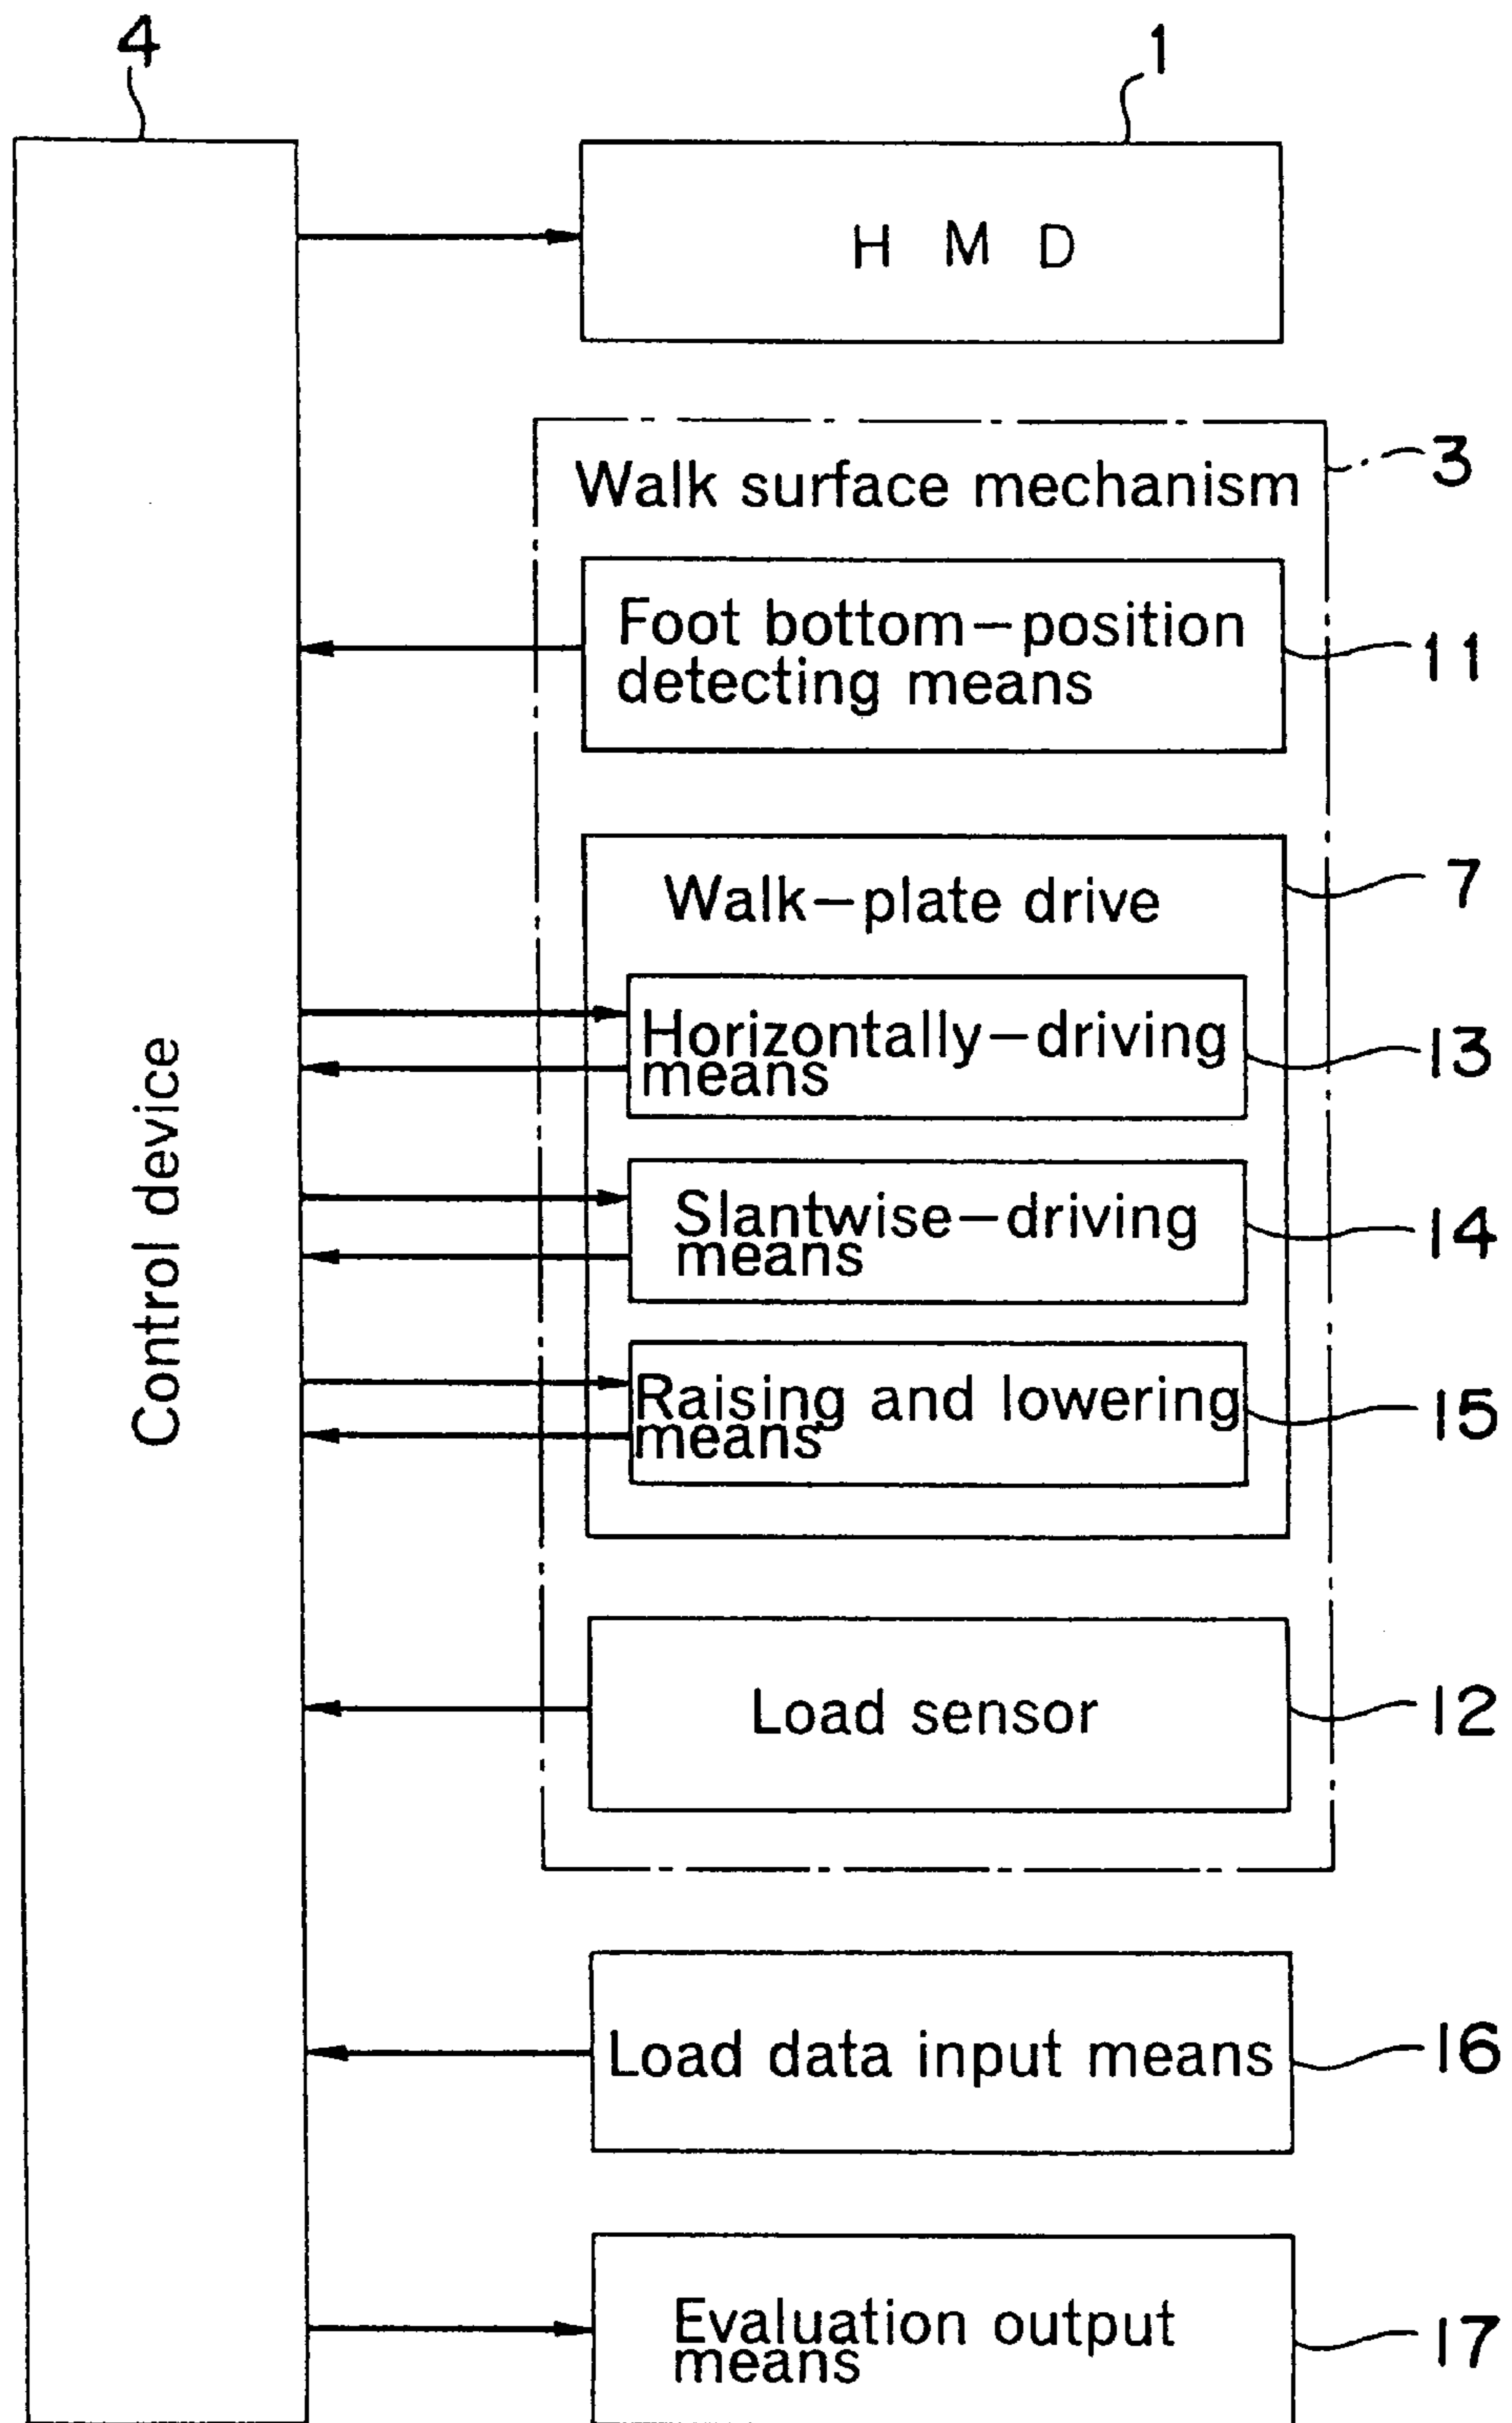 4
1
H M D
Walk surface mechanism
3
Foot bottom-position
detecting means
11
Walk-plate drive
7
Horizontally-driving
means
13
Control device
Slantwise-driving
means
14
Raising and lowering
means
15
Load sensor
12
Load data input means
16
Evaluation output
means
17